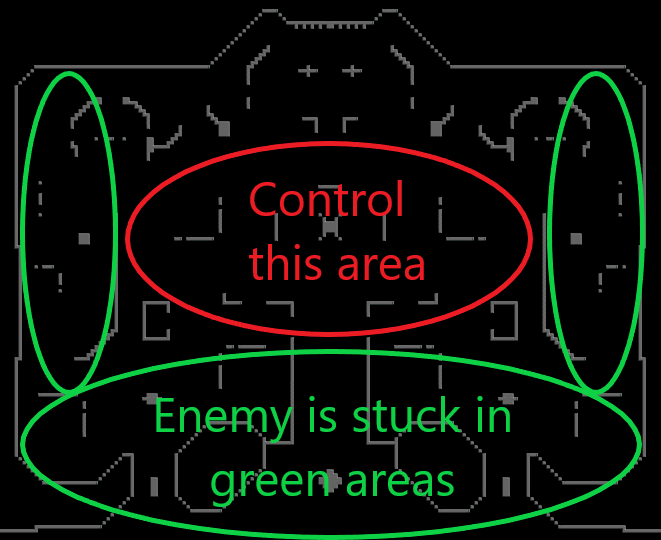 Control
this area
Enemy is stuck in
green areas